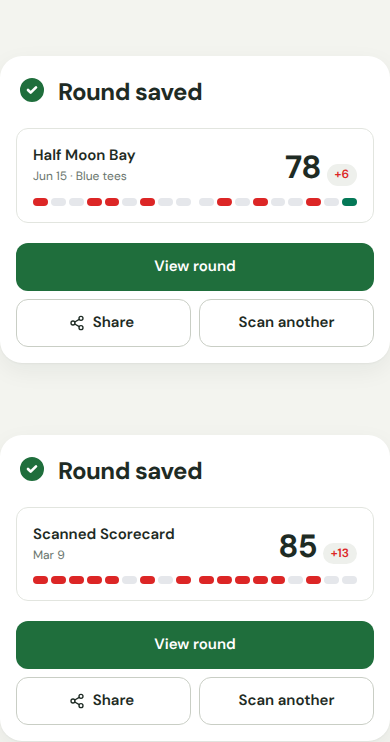 Round saved
Half Moon Bay
Jun 15 · Blue tees
78 +6
View round
Share
Scan another
Round saved
Scanned Scorecard
Mar 9
85 +13
View round
Share
Scan another